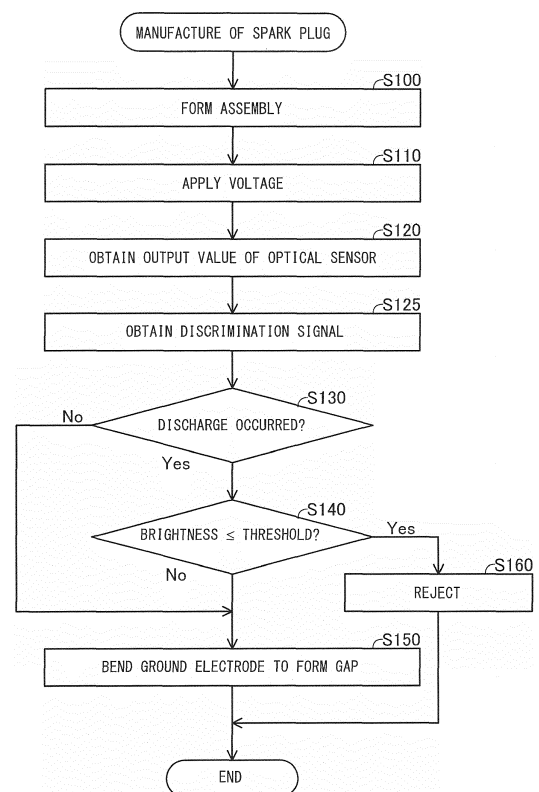 MANUFACTURE OF SPARK PLUG
S100
FORM ASSEMBLY
S110
APPLY VOLTAGE
S120
OBTAIN OUTPUT VALUE OF OPTICAL SENSOR
S125
OBTAIN DISCRIMINATION SIGNAL
S130
No
DISCHARGE OCCURRED?
Yes
S140
BRIGHTNESS ≤ THRESHOLD?
Yes
No
S160
REJECT
S150
BEND GROUND ELECTRODE TO FORM GAP
END